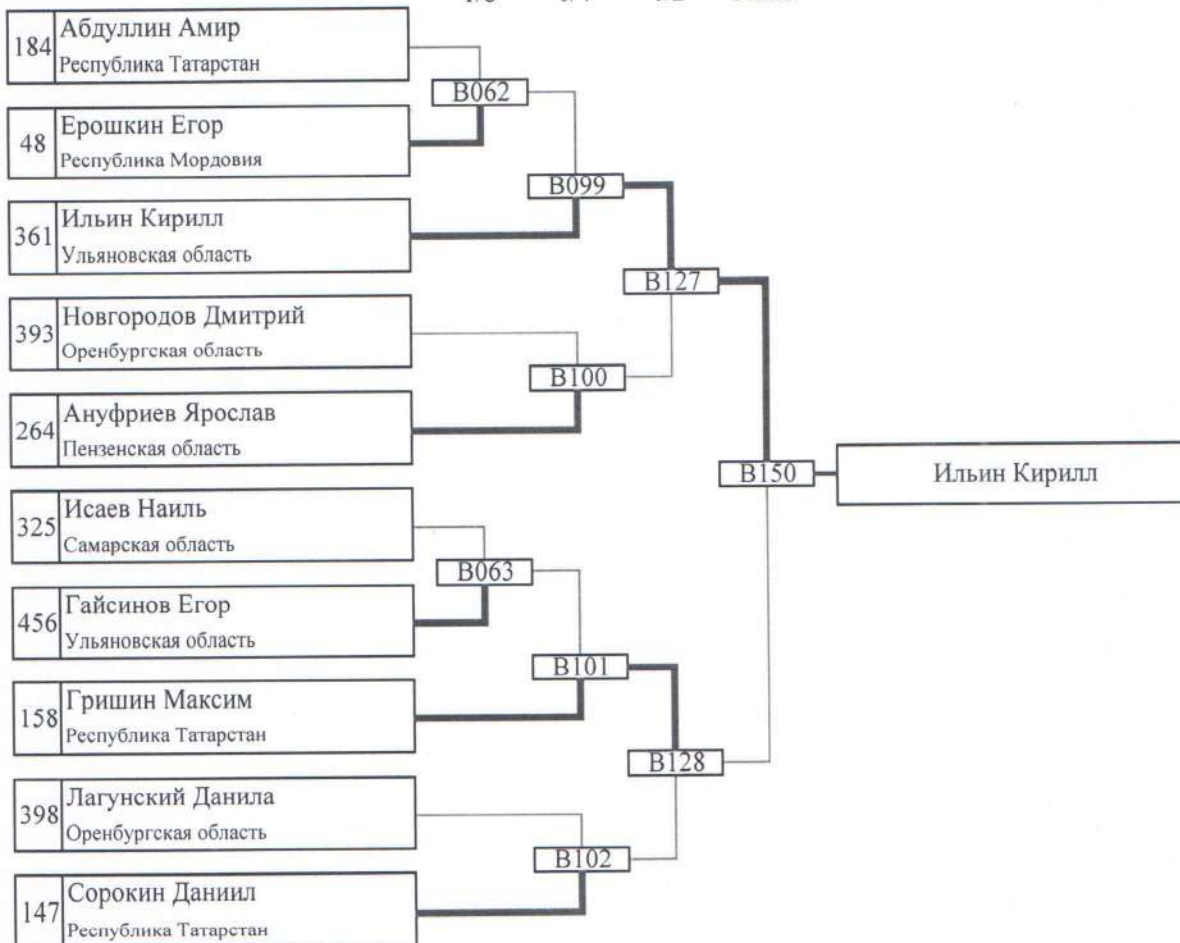 184
Абдуллин Амир
Республика Татарстан
B062
48
Ерошкин Егор
Республика Мордовия
B099
361
Ильин Кирилл
Ульяновская область
B127
393
Новгородов Дмитрий
Оренбургская область
B100
264
Ануфриев Ярослав
Пензенская область
B150
Ильин Кирилл
325
Исаев Наиль
Самарская область
B063
456
Гайсинов Егор
Ульяновская область
B101
158
Гришин Максим
Республика Татарстан
B128
398
Лагунский Данила
Оренбургская область
B102
147
Сорокин Даниил
Республика Татарстан